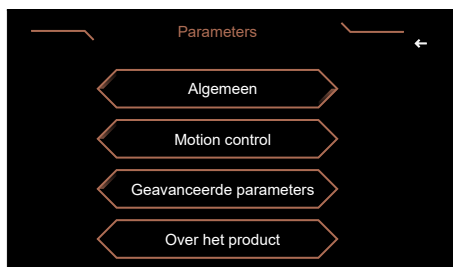 Parameters
Algemeen
Motion control
Geavanceerde parameters
Over het product